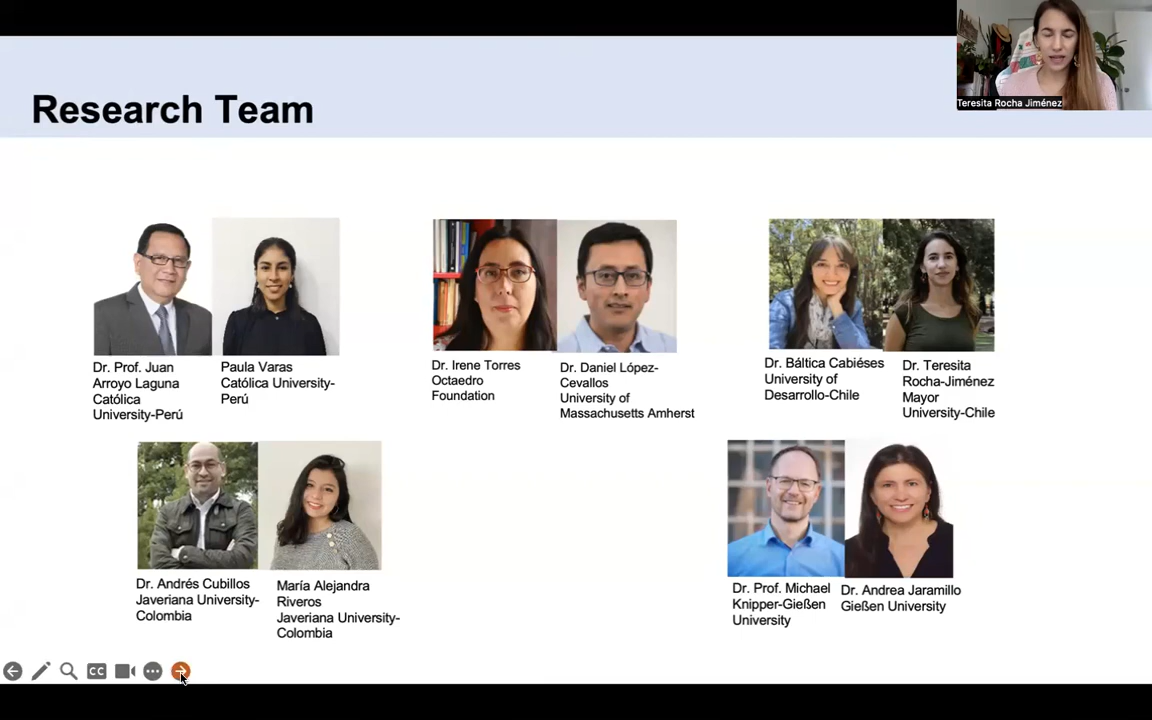 Research Team
Teresita Rocha Jiménez
Dr. Prof. Juan
Arroyo Laguna
Católica
University-Perú
Paula Varas
Católica University-
Perú
Dr. Irene Torres
Octaedro
Foundation
Dr. Daniel López-
Cevallos
University of
Massachusetts Amherst
Dr. Báltica Cabiéses
University of
Desarrollo-Chile
Dr. Teresita
Rocha-Jiménez
Mayor
University-Chile
Dr. Andrés Cubillos
Javeriana University-
Colombia
María Alejandra
Riveros
Javeriana University-
Colombia
Dr. Prof. Michael
Knipper-Gießen
University
Dr. Andrea Jaramillo
Gießen University
CC